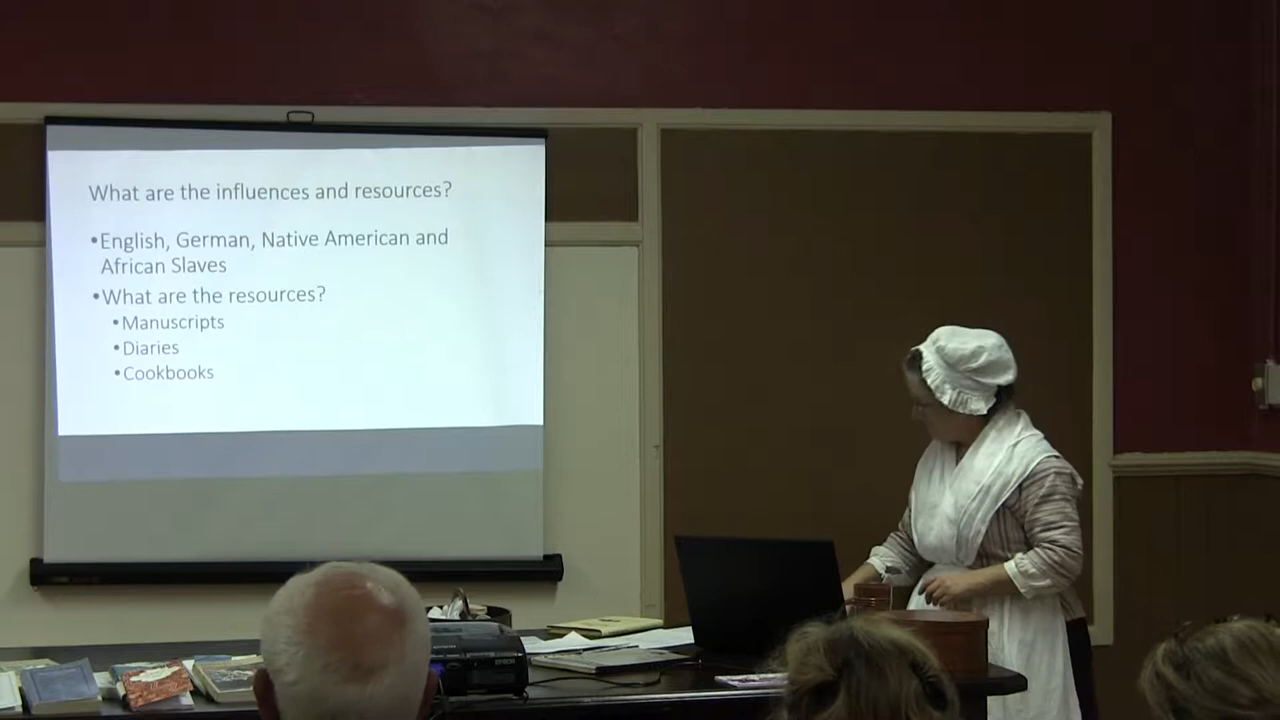 What are the influences and resources?
•English, German, Native American and
African Slaves
•What are the resources?
•Manuscripts
•Diaries
•Cookbooks
EPSON